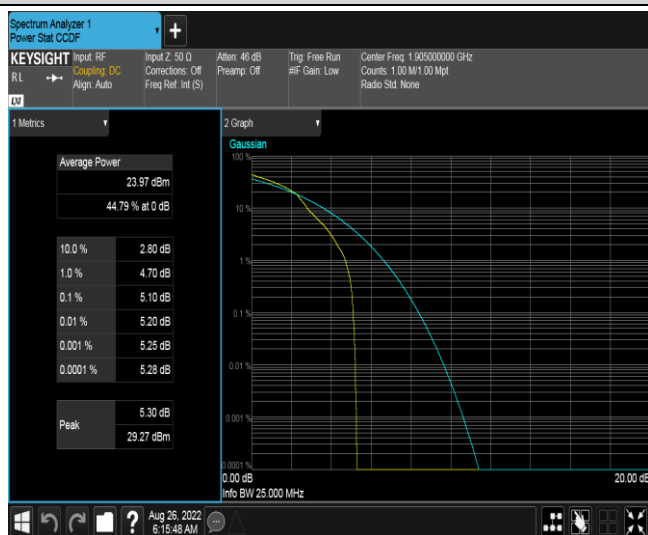 Spectrum Analyzer 1
Power Stat CCDF
KEYSIGHT
RL
LXI
Input: RF
Coupling: DC
Align: Auto
Input Z: 50 Ω
Corrections: Off
Freq Ref: Int (S)
Atten: 46 dB
Preamp: Off
Trig: Free Run
#IF Gain: Low
Center Freq: 1.905000000 GHz
Counts: 1.00 M/1.00 Mpt
Radio Std: None
1 Metrics
Average Power
23.97 dBm
44.79 % at 0 dB
10.0 % 2.80 dB
1.0 % 4.70 dB
0.1 % 5.10 dB
0.01 % 5.20 dB
0.001 % 5.25 dB
0.0001 % 5.28 dB
Peak
5.30 dB
29.27 dBm
2 Graph
Gaussian
100 %
10 %
1 %
0.1 %
0.01 %
0.001 %
0.0001 %
0.00 dB 20.00 dB
Info BW 25.000 MHz
?
Aug 26, 2022
6:15:48 AM